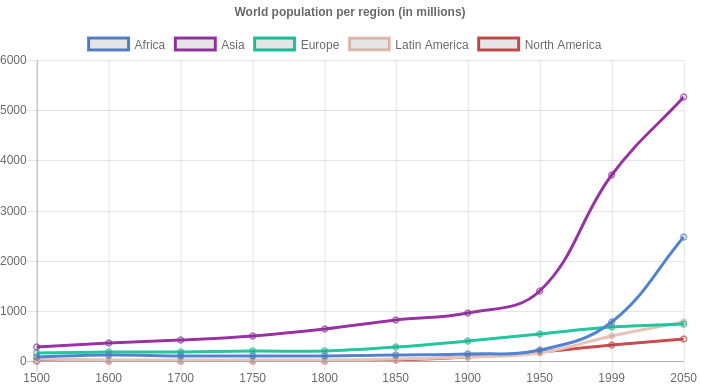 World population per region (in millions)
Africa Asia Europe Latin America North America
6000
5000
4000
3000
2000
1000
0
1500 1600 1700 1750 1800 1850 1900 1950 1999 2050